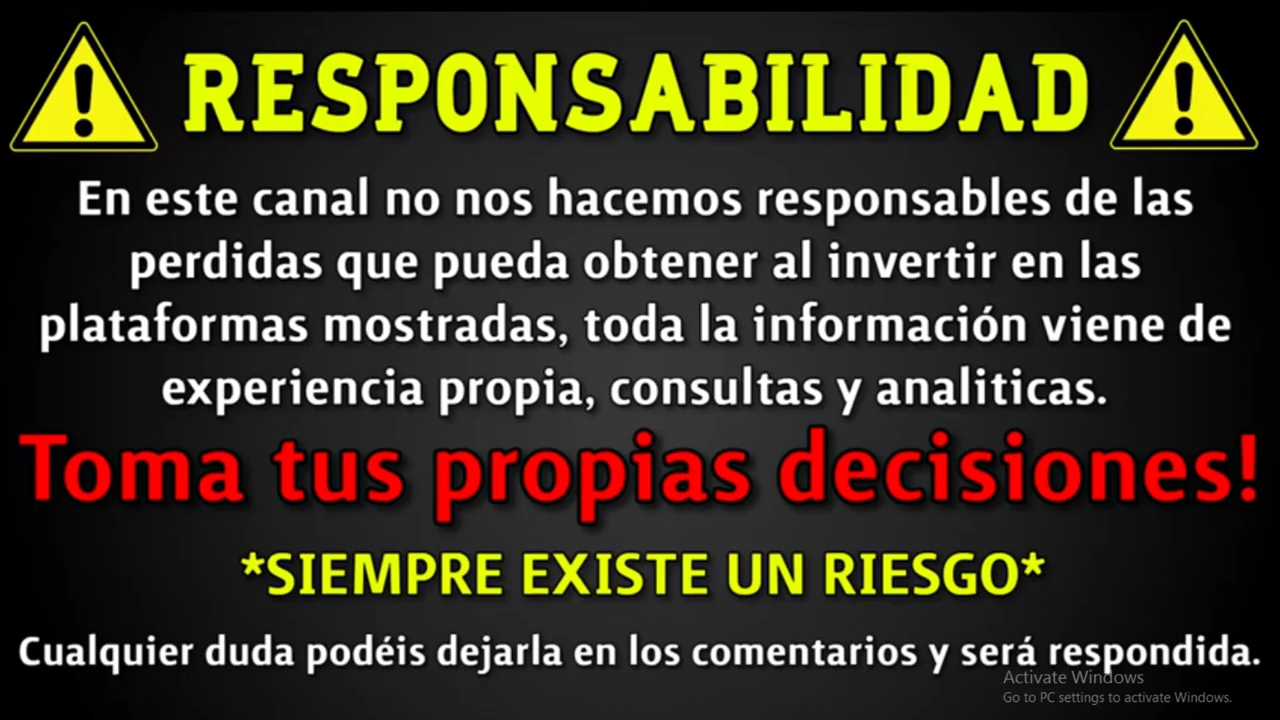 RESPONSABILIDAD
En este canal no nos hacemos responsables de las
perdidas que pueda obtener al invertir en las
plataformas mostradas, toda la información viene de
experiencia propia, consultas y analiticas.
Toma tus propias decisiones!
*SIEMPRE EXISTE UN RIESGO*
Cualquier duda podéis dejarla en los comentarios y será respondida.
Activate Windows
Go to PC settings to activate Windows.